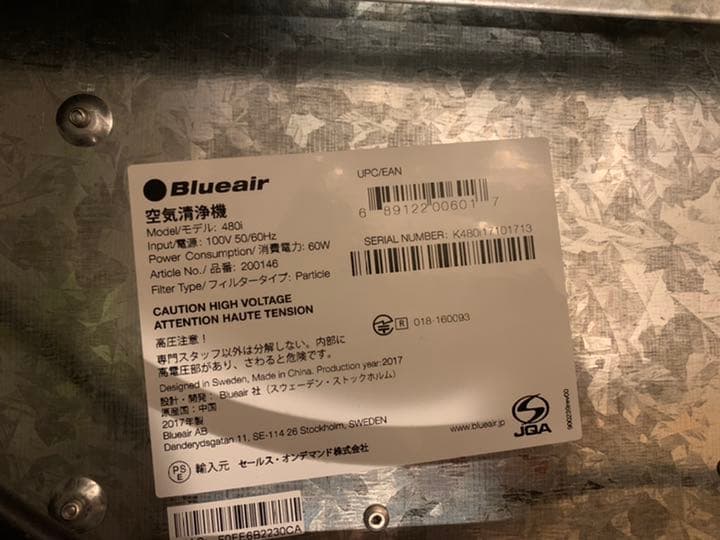 Blueair
空気清浄機
Model/モデル: 480i
Input/電源: 100V 50/60Hz
Power Consumption/ 消費電力: 60W
Article No./ 品番: 200146
Filter Type/ フィルタータイプ: Particle
CAUTION HIGH VOLTAGE
ATTENTION HAUTE TENSION
高圧注意！
専門スタッフ以外は分解しない。内部に
高電圧部があり、さわると危険です。
Designed in Sweden, Made in China. Production year: 2017
設計・開発： Blueair 社（スウェーデン・ストックホルム）
原産国：中国
2017年製
Blueair AB
Danderydsgatan 11, SE-114 26 Stockholm, SWEDEN
PS E 輸入元 セールス・オンデマンド株式会社
UPC/EAN
6 89122 00601 7
SERIAL NUMBER: K480i17101713
R 018-160093
www.blueair.jp
JQA
900239rev00
F0FE6B2230CA